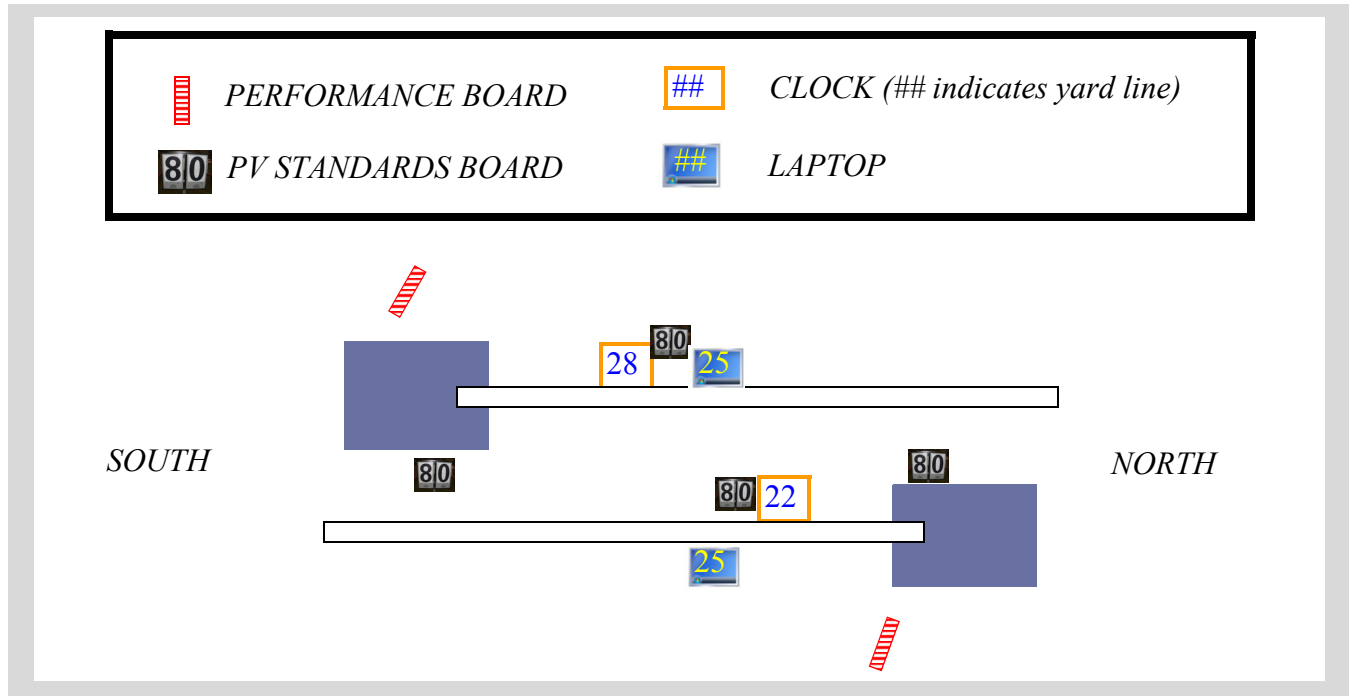 PERFORMANCE BOARD
## CLOCK (## indicates yard line)
80 PV STANDARDS BOARD
## LAPTOP
80
28
25
SOUTH
80
80
NORTH
80
22
25